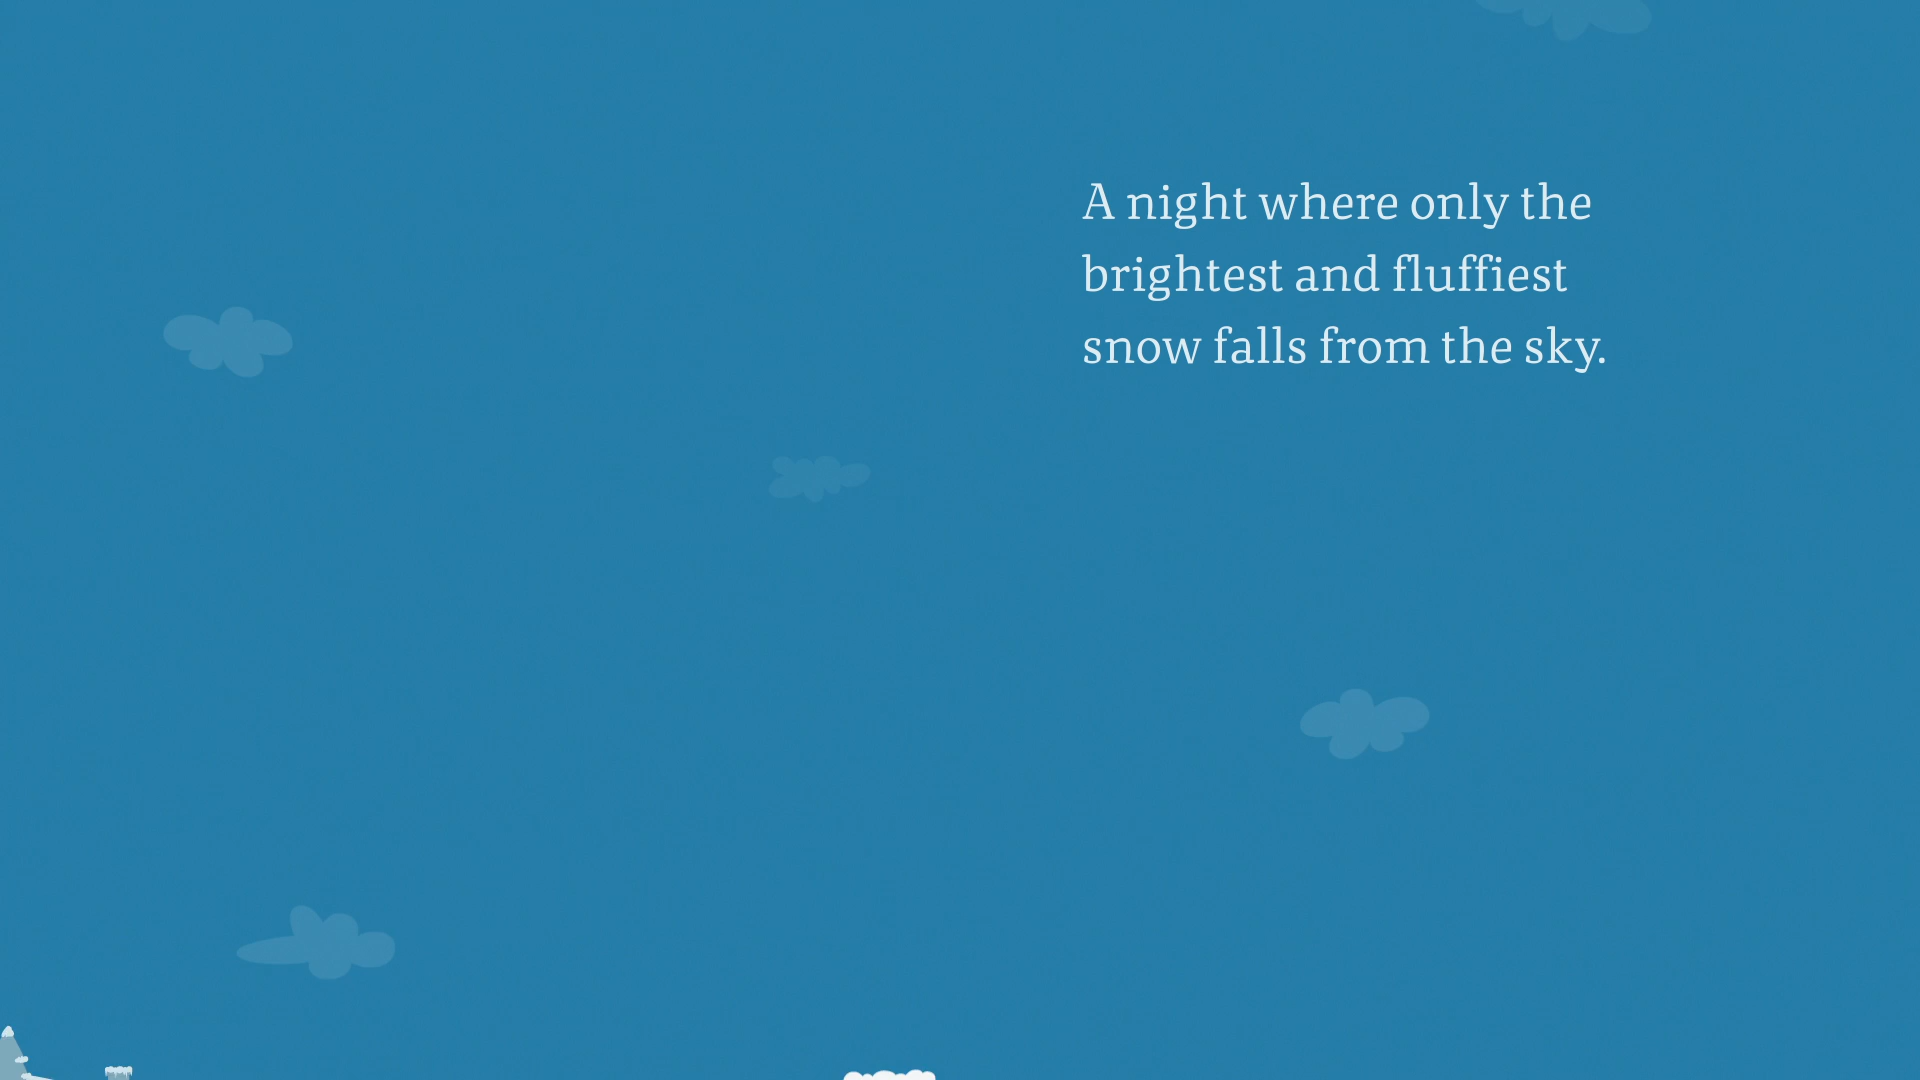 A night where only the
brightest and fluffiest
snow falls from the sky.